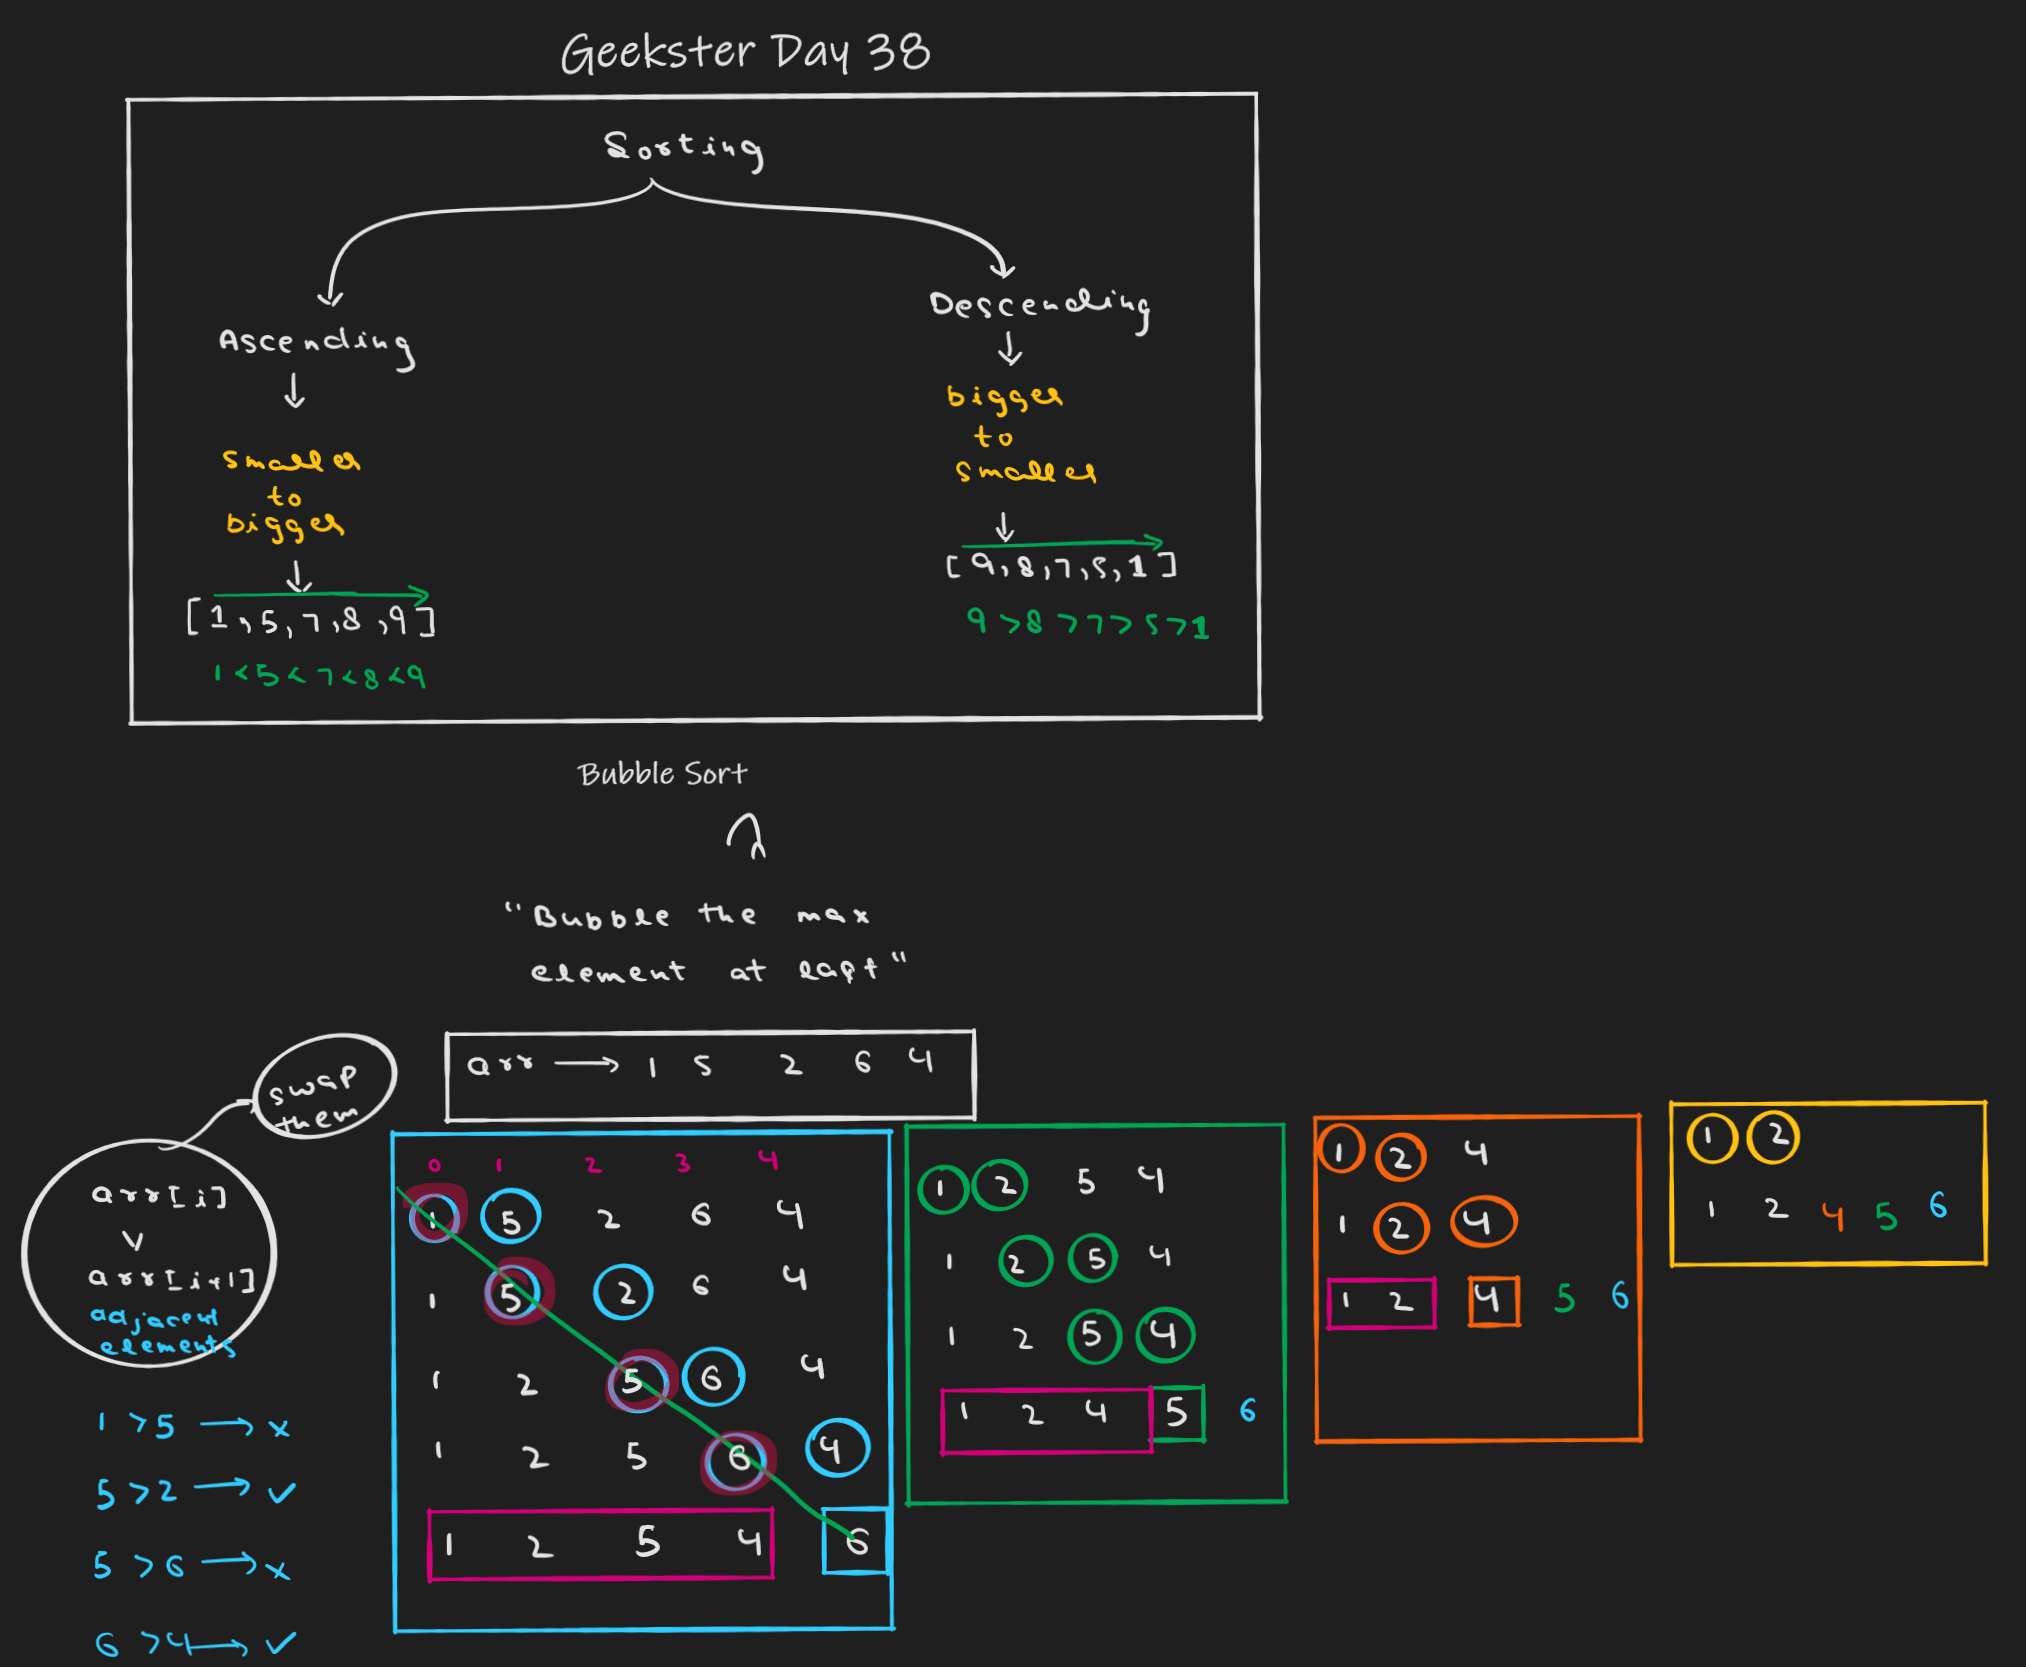 Geekster Day 38
Sorting
Ascending
smaller
to
bigger
[1, 5, 7, 8, 9]
1 < 5 < 7 < 8 < 9
Descending
bigger
to
smaller
[9, 8, 7, 5, 1]
9 > 8 > 7 > 5 > 1
Bubble Sort
"Bubble the max
element at last"
arr → 1 5 2 6 4
swap
them
arr[i]
V
arr[i+1]
adjacent
elements
1 > 5 → x
5 > 2 → ✓
5 > 6 → x
6 > 4 → ✓
0 1 2 3 4
1 5 2 6 4
1 5 2 6 4
1 2 5 6 4
1 2 5 6 4
1 2 5 4 6
1 2 5 4
1 2 5 4
1 2 5 4
1 2 4 5 6
1 2 4
1 2 4
1 2 4 5 6
1 2
1 2 4 5 6